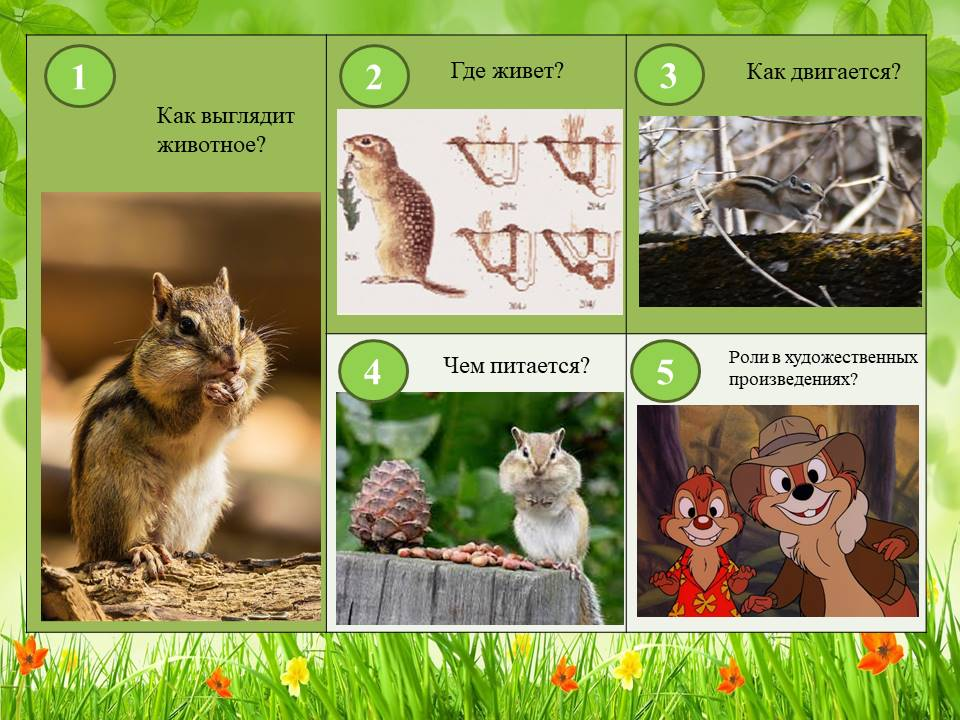 1
Как выглядит
животное?
2
Где живет?
3
Как двигается?
4
Чем питается?
5
Роли в художественных
произведениях?